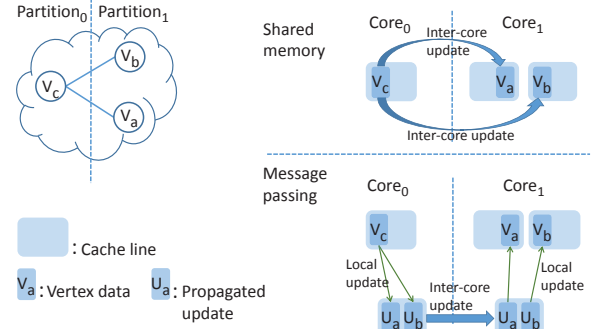 Partition0 Partition1
Vb
Vc
Va
: Cache line
Va : Vertex data Ua : Propagated
update
Shared
memory
Core0 Core1
Inter-core
update
Vc Va Vb
Inter-core update
Message
passing
Core0 Core1
Vc Va Vb
Local
update
Local
update
Inter-core
update
Ua Ub Ua Ub